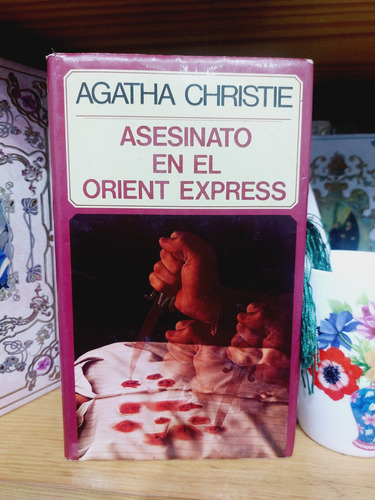 AGATHA CHRISTIE
ASESINATO
EN EL
ORIENT EXPRESS